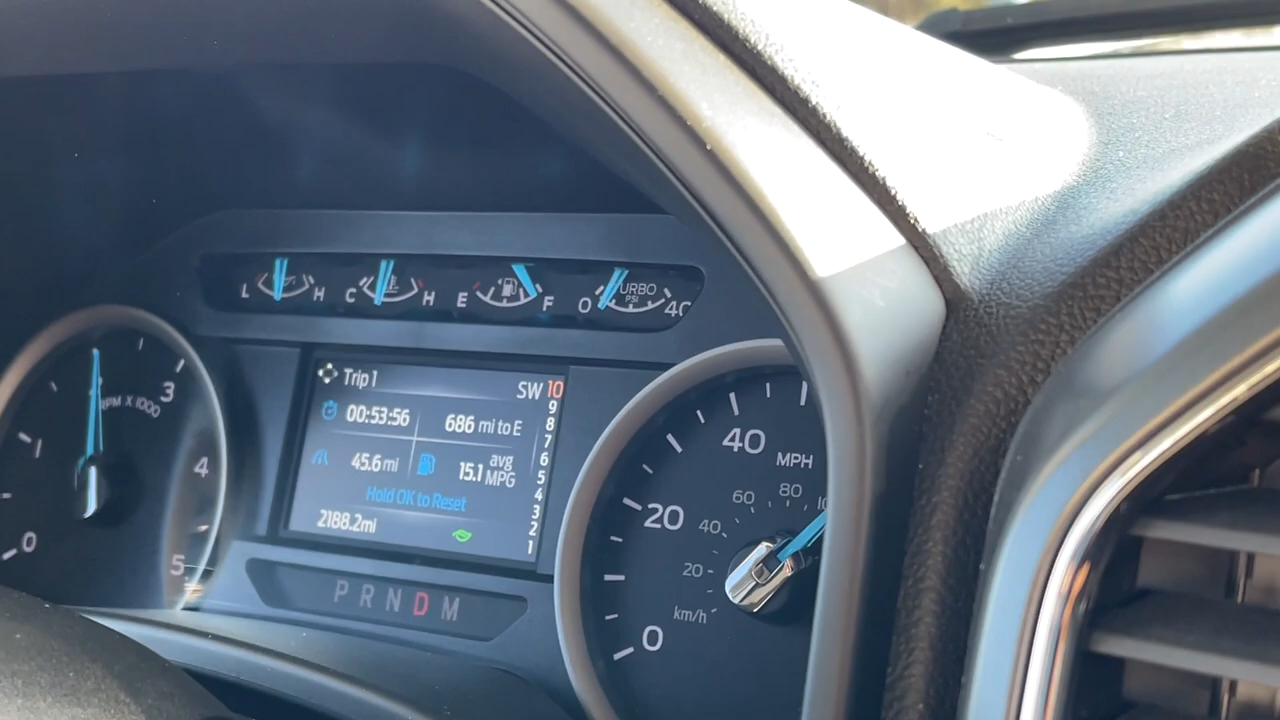 L H C H E F 0 TURBO PSI 40
Trip 1 SW 10
00:53:56 686 mi to E
45.6 mi 15.1 avg MPG
Hold OK to Reset
2188.2mi
9
8
7
6
5
4
3
2
1
P R N D M
RPM X 1000
3
4
5
0
40
MPH
20
0
80
60
40
20
km/h